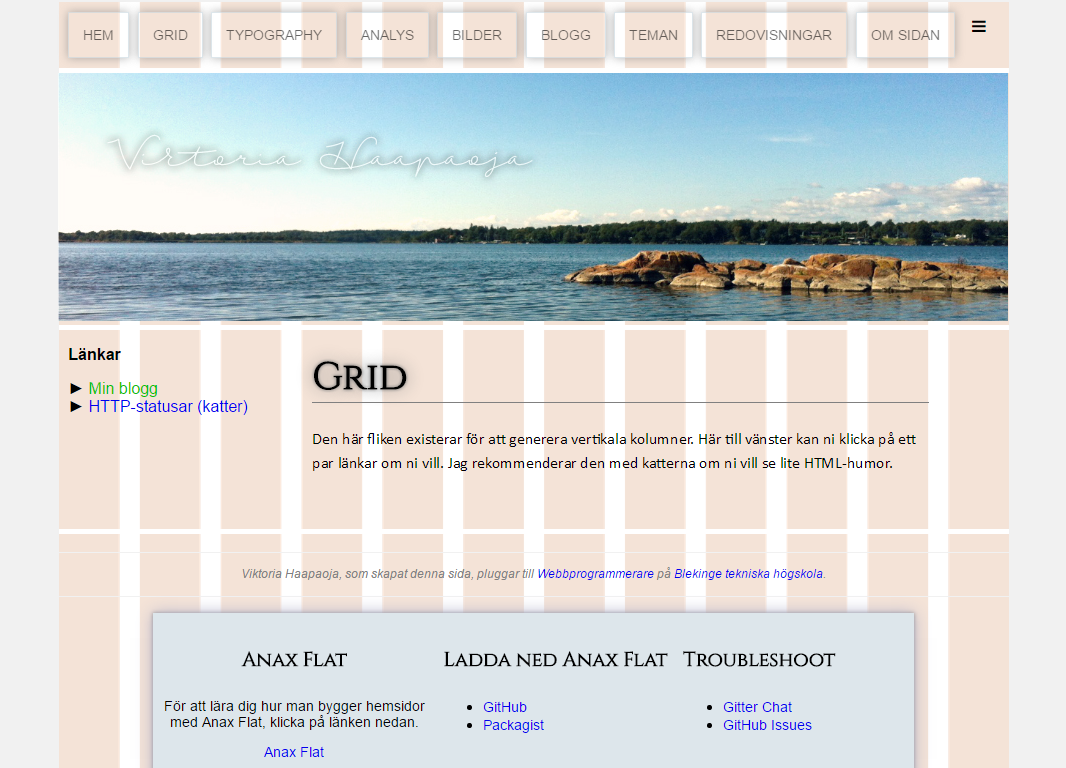 HEM GRID TYPOGRAPHY ANALYS BILDER BLOGG TEMAN REDOVISNINGAR OM SIDAN
Virtoria Haapaoja
Länkar
► Min blogg
► HTTP-statusar (katter)
Grid
Den här fliken existerar för att generera vertikala kolumner. Här till vänster kan ni klicka på ett
par länkar om ni vill. Jag rekommenderar den med katterna om ni vill se lite HTML-humor.
Viktoria Haapaoja, som skapat denna sida, pluggar till Webbprogrammerare på Blekinge tekniska högskola.
Anax Flat
För att lära dig hur man bygger hemsidor
med Anax Flat, klicka på länken nedan.
Anax Flat
Ladda ned Anax Flat
GitHub
Packagist
Troubleshoot
Gitter Chat
GitHub Issues